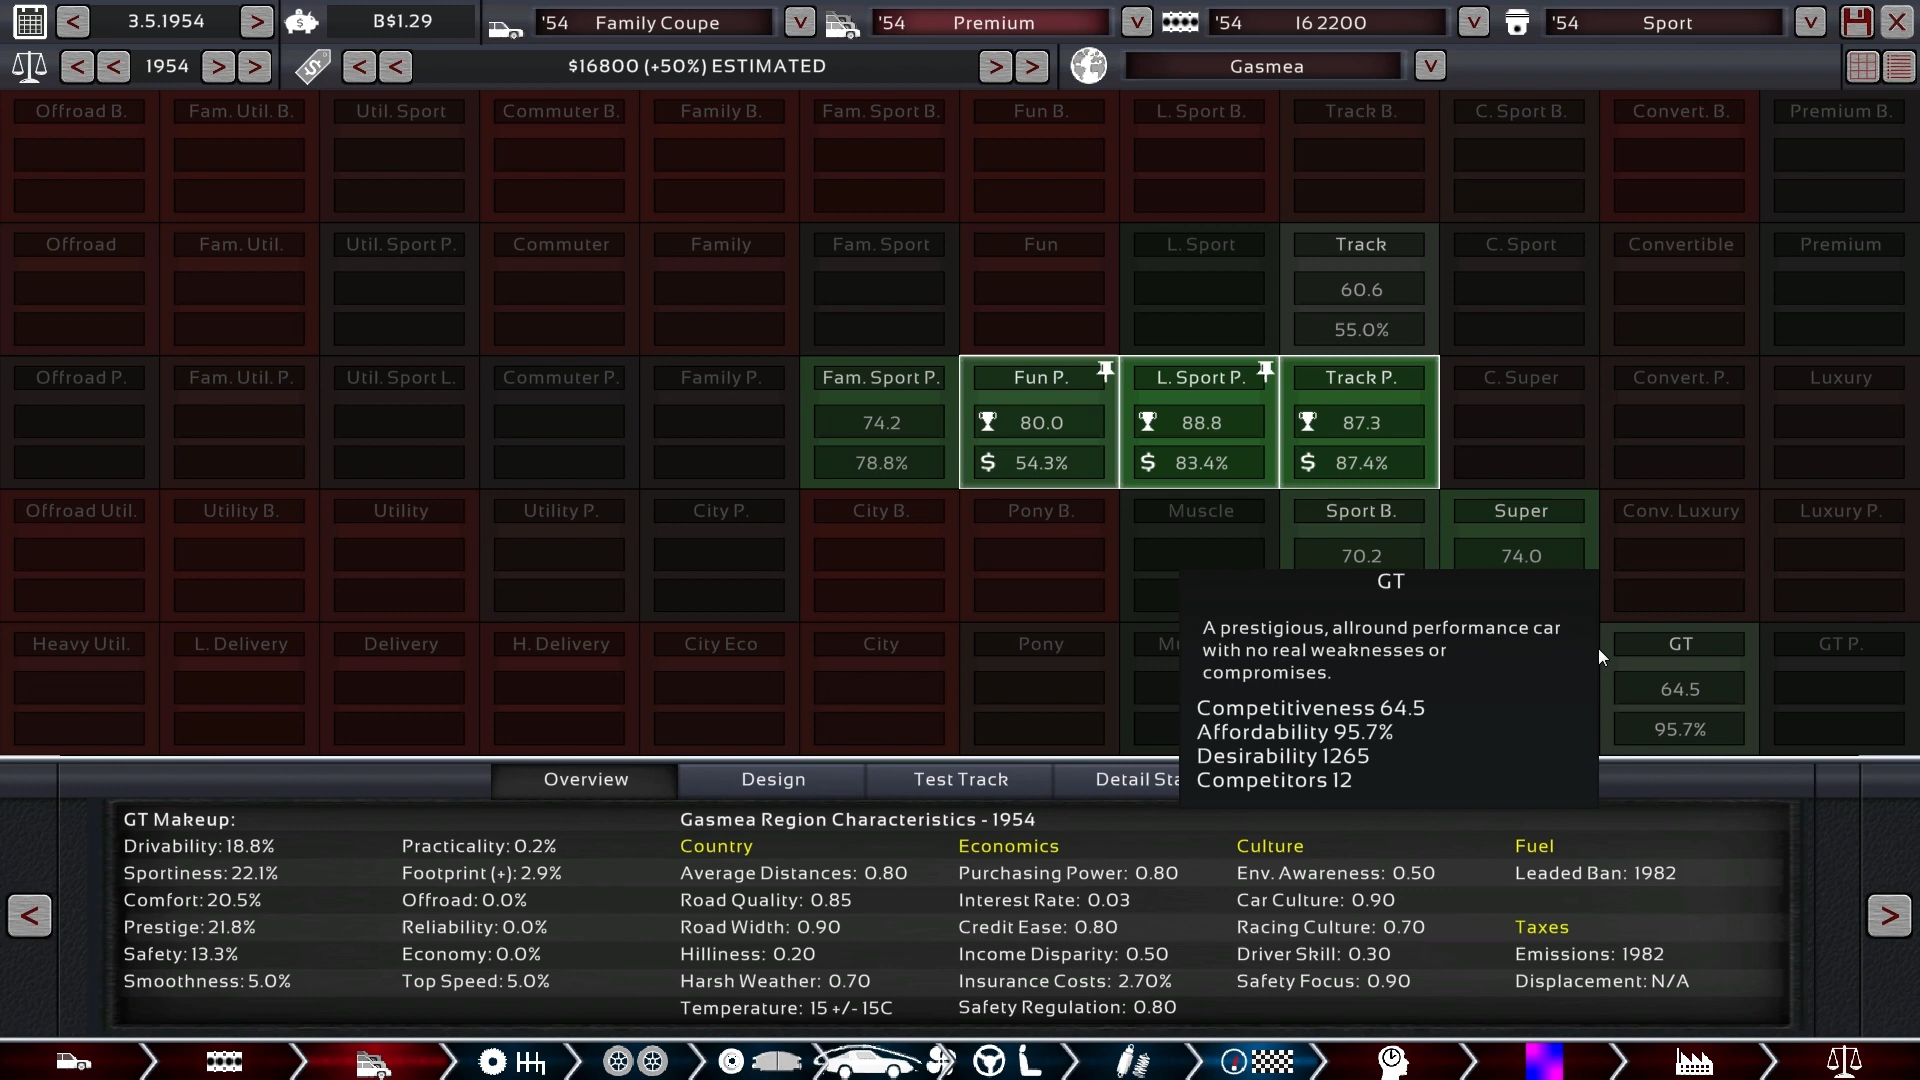 3.5.1954
B$1.29
'54 Family Coupe
'54 Premium
'54 I6 2200
'54 Sport
1954
$16800 (+50%) ESTIMATED
Gasmea
Offroad B.
Fam. Util. B.
Util. Sport
Commuter B.
Family B.
Fam. Sport B.
Fun B.
L. Sport B.
Track B.
C. Sport B.
Convert. B.
Premium B.
Offroad
Fam. Util.
Util. Sport P.
Commuter
Family
Fam. Sport
Fun
L. Sport
Track
C. Sport
Convertible
Premium
60.6
55.0%
Offroad P.
Fam. Util. P.
Util. Sport L.
Commuter P.
Family P.
Fam. Sport P.
Fun P.
L. Sport P.
Track P.
C. Super
Convert. P.
Luxury
74.2
80.0
88.8
87.3
78.8%
$ 54.3%
$ 83.4%
$ 87.4%
Offroad Util.
Utility B.
Utility
Utility P.
City P.
City B.
Pony B.
Muscle
Sport B.
Super
Conv. Luxury
Luxury P.
70.2
74.0
Heavy Util.
L. Delivery
Delivery
H. Delivery
City Eco
City
Pony
GT
GT P.
64.5
95.7%
GT
A prestigious, allround performance car
with no real weaknesses or
compromises.
Competitiveness 64.5
Affordability 95.7%
Desirability 1265
Competitors 12
Overview
Design
Test Track
Detail Sta
GT Makeup:
Drivability: 18.8%
Sportiness: 22.1%
Comfort: 20.5%
Prestige: 21.8%
Safety: 13.3%
Smoothness: 5.0%
Practicality: 0.2%
Footprint (+): 2.9%
Offroad: 0.0%
Reliability: 0.0%
Economy: 0.0%
Top Speed: 5.0%
Gasmea Region Characteristics - 1954
Country
Average Distances: 0.80
Road Quality: 0.85
Road Width: 0.90
Hilliness: 0.20
Harsh Weather: 0.70
Temperature: 15 +/- 15C
Economics
Purchasing Power: 0.80
Interest Rate: 0.03
Credit Ease: 0.80
Income Disparity: 0.50
Insurance Costs: 2.70%
Safety Regulation: 0.80
Culture
Env. Awareness: 0.50
Car Culture: 0.90
Racing Culture: 0.70
Driver Skill: 0.30
Safety Focus: 0.90
Fuel
Leaded Ban: 1982
Taxes
Emissions: 1982
Displacement: N/A